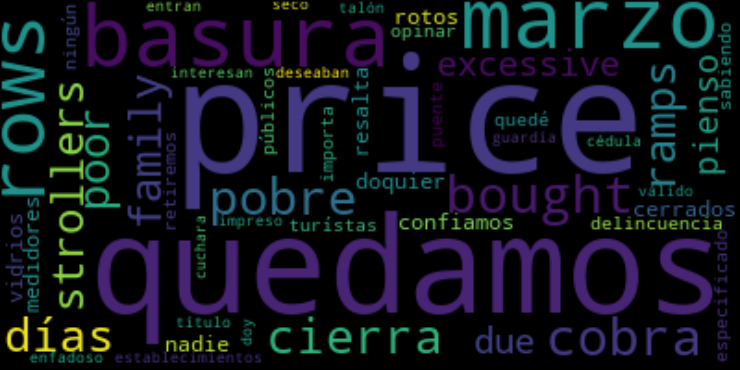 entran
seco
talón
ningún
basura
rotos
opinar
marzo
rows
interesan
deseaban
excessive
sabiendo
strollers
poor
family
retiremos
price
públicos
importa
resalta
puente
quedé
guardia
cédula
ramps
pienso
doquier
pobre
bought
válido
cerrados
vidrios
medidores
cuchara
impreso
turístas
confiamos
delincuencia
quedamos
especificado
días
título
nadie
doy
cierra
due
cobra
enfadoso
establecimientos